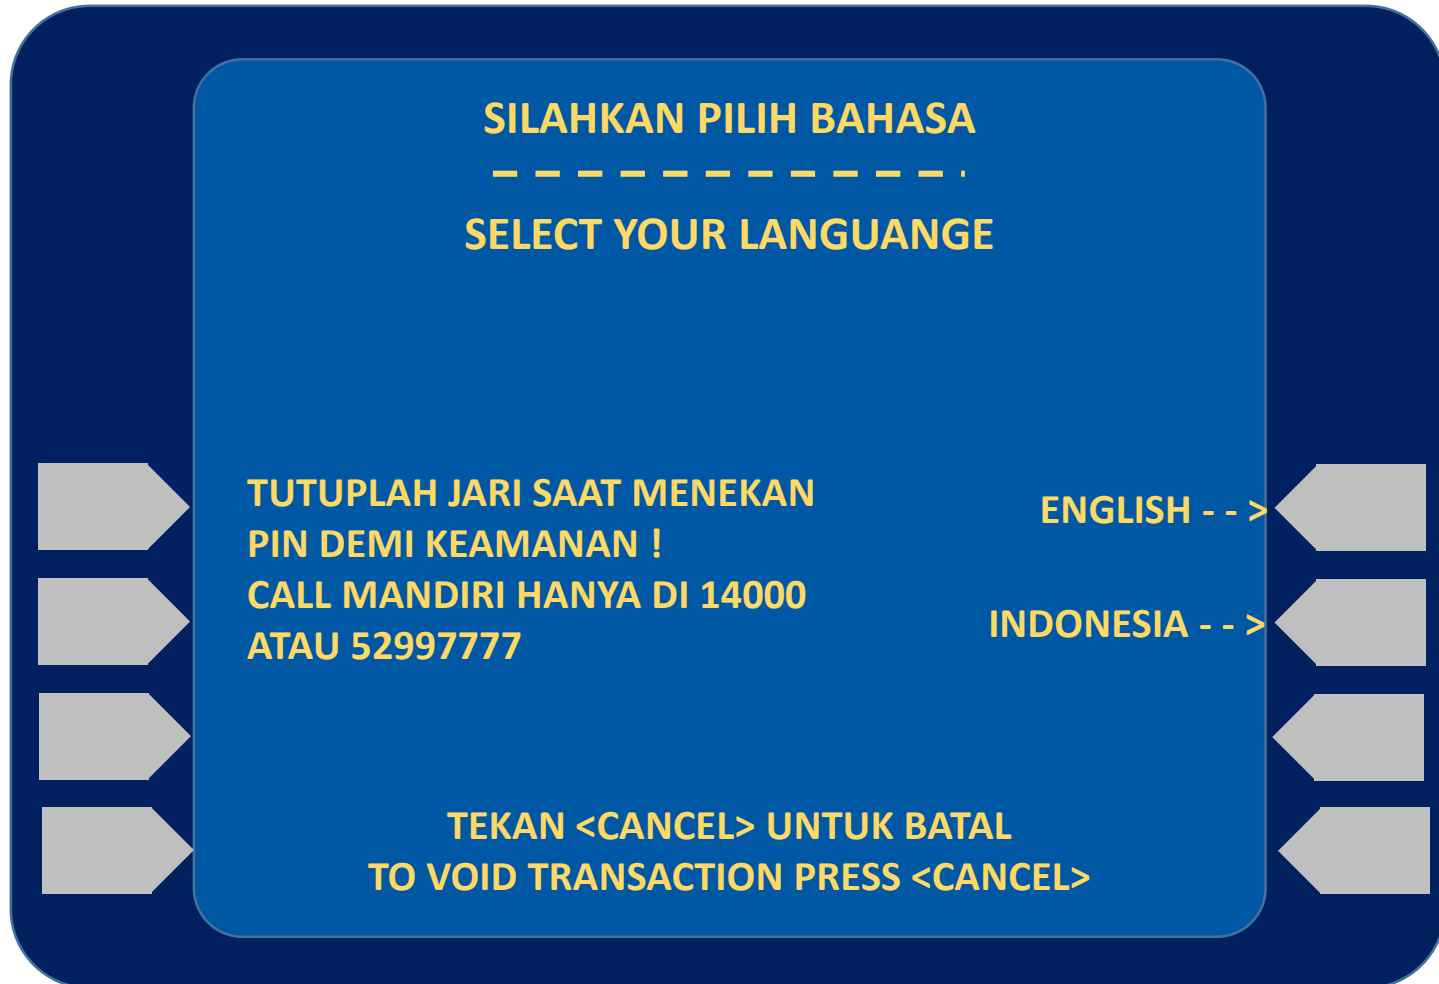 SILAHKAN PILIH BAHASA
- - - - - - - - - - - -
SELECT YOUR LANGUANGE
TUTUPLAH JARI SAAT MENEKAN
PIN DEMI KEAMANAN !
CALL MANDIRI HANYA DI 14000
ATAU 52997777
ENGLISH - - >
INDONESIA - - >
TEKAN <CANCEL> UNTUK BATAL
TO VOID TRANSACTION PRESS <CANCEL>